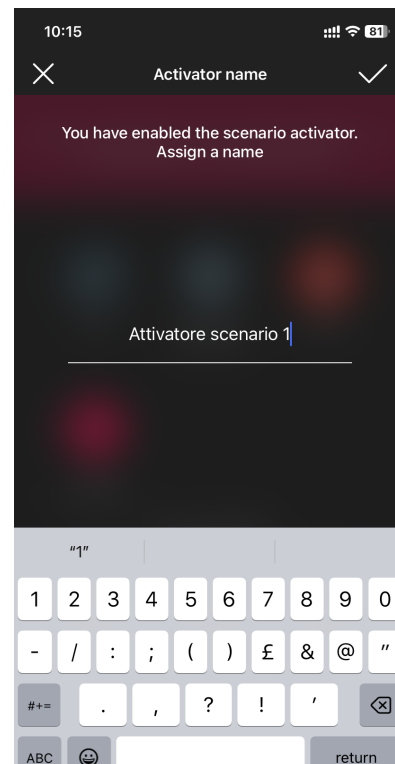 10:15
81
Activator name
You have enabled the scenario activator.
Assign a name
Attivatore scenario 1
"1"
1 2 3 4 5 6 7 8 9 0
- / : ; ( ) £ & @ "
#+= . , ? ! ’
ABC return